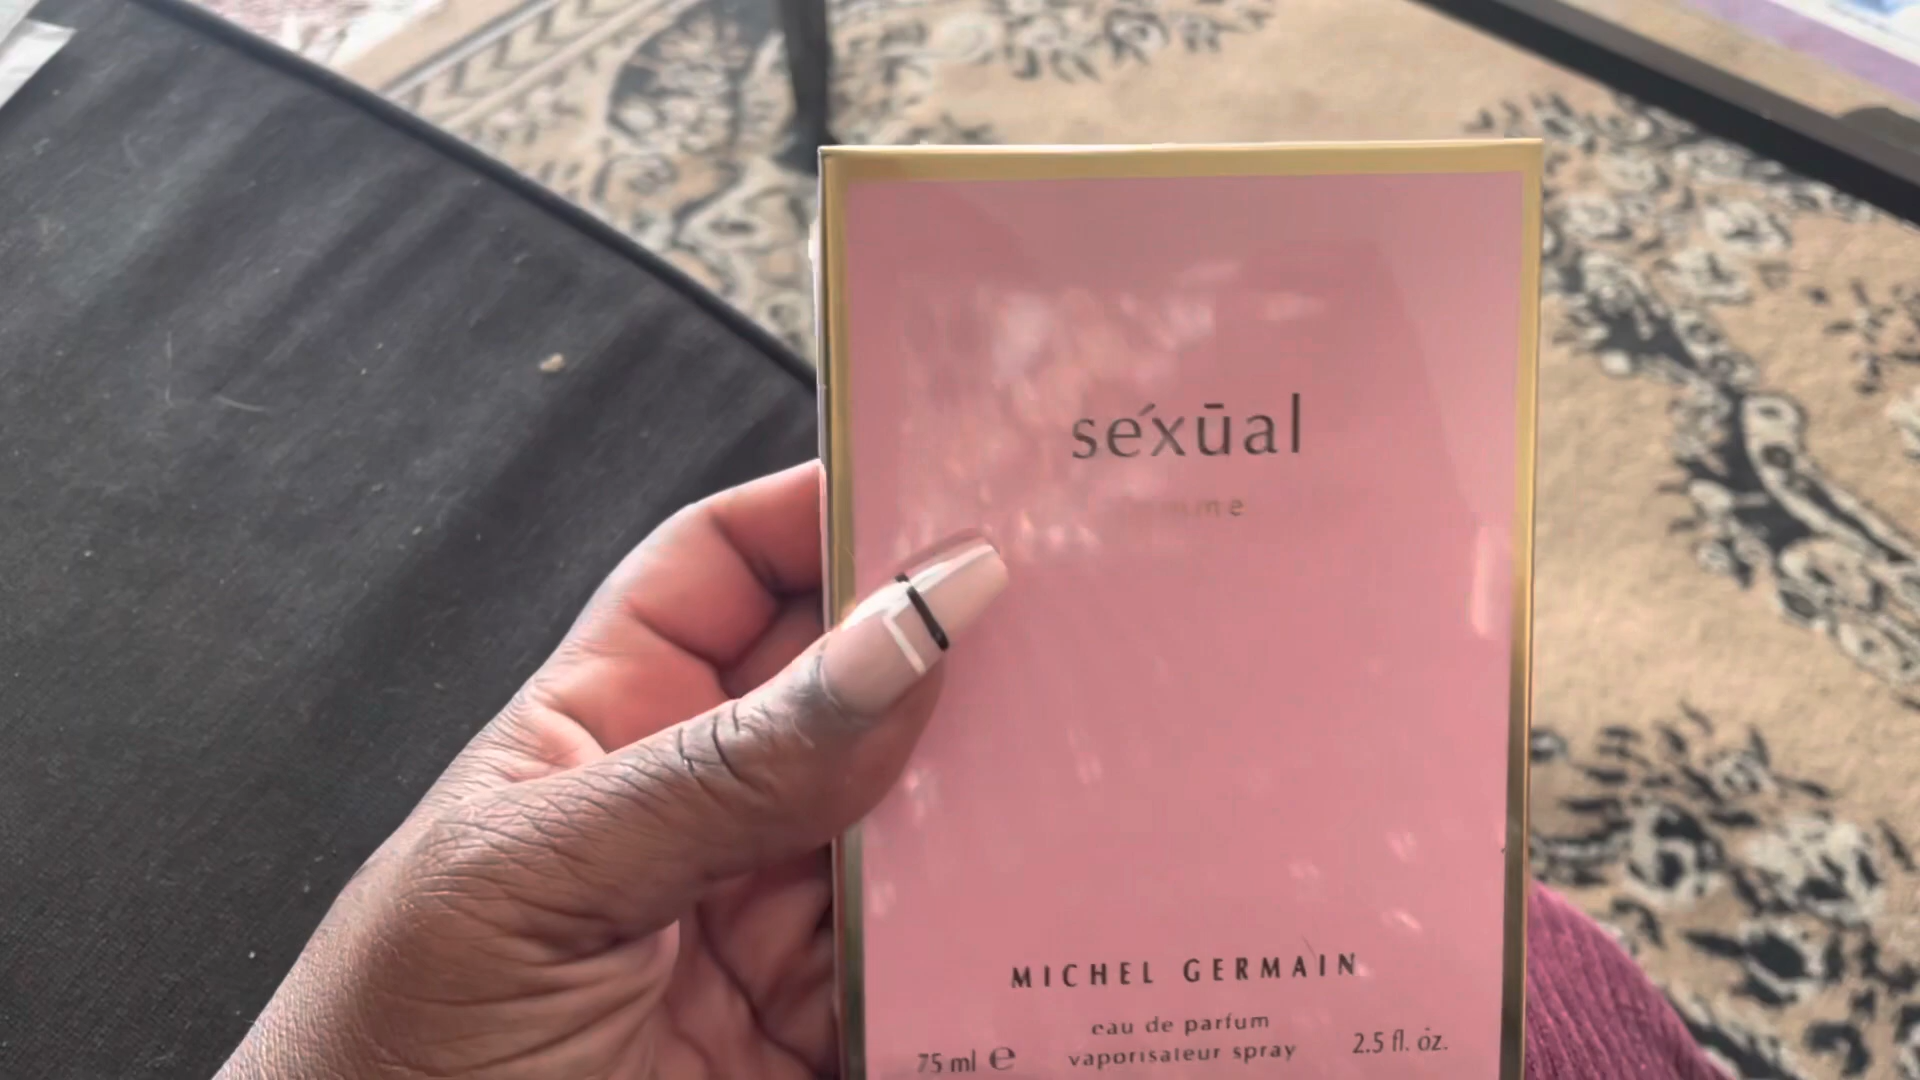 séxūal
MICHEL GERMAIN
eau de parfum
75 ml ℮ vaporisateur spray 2.5 fl. oz.